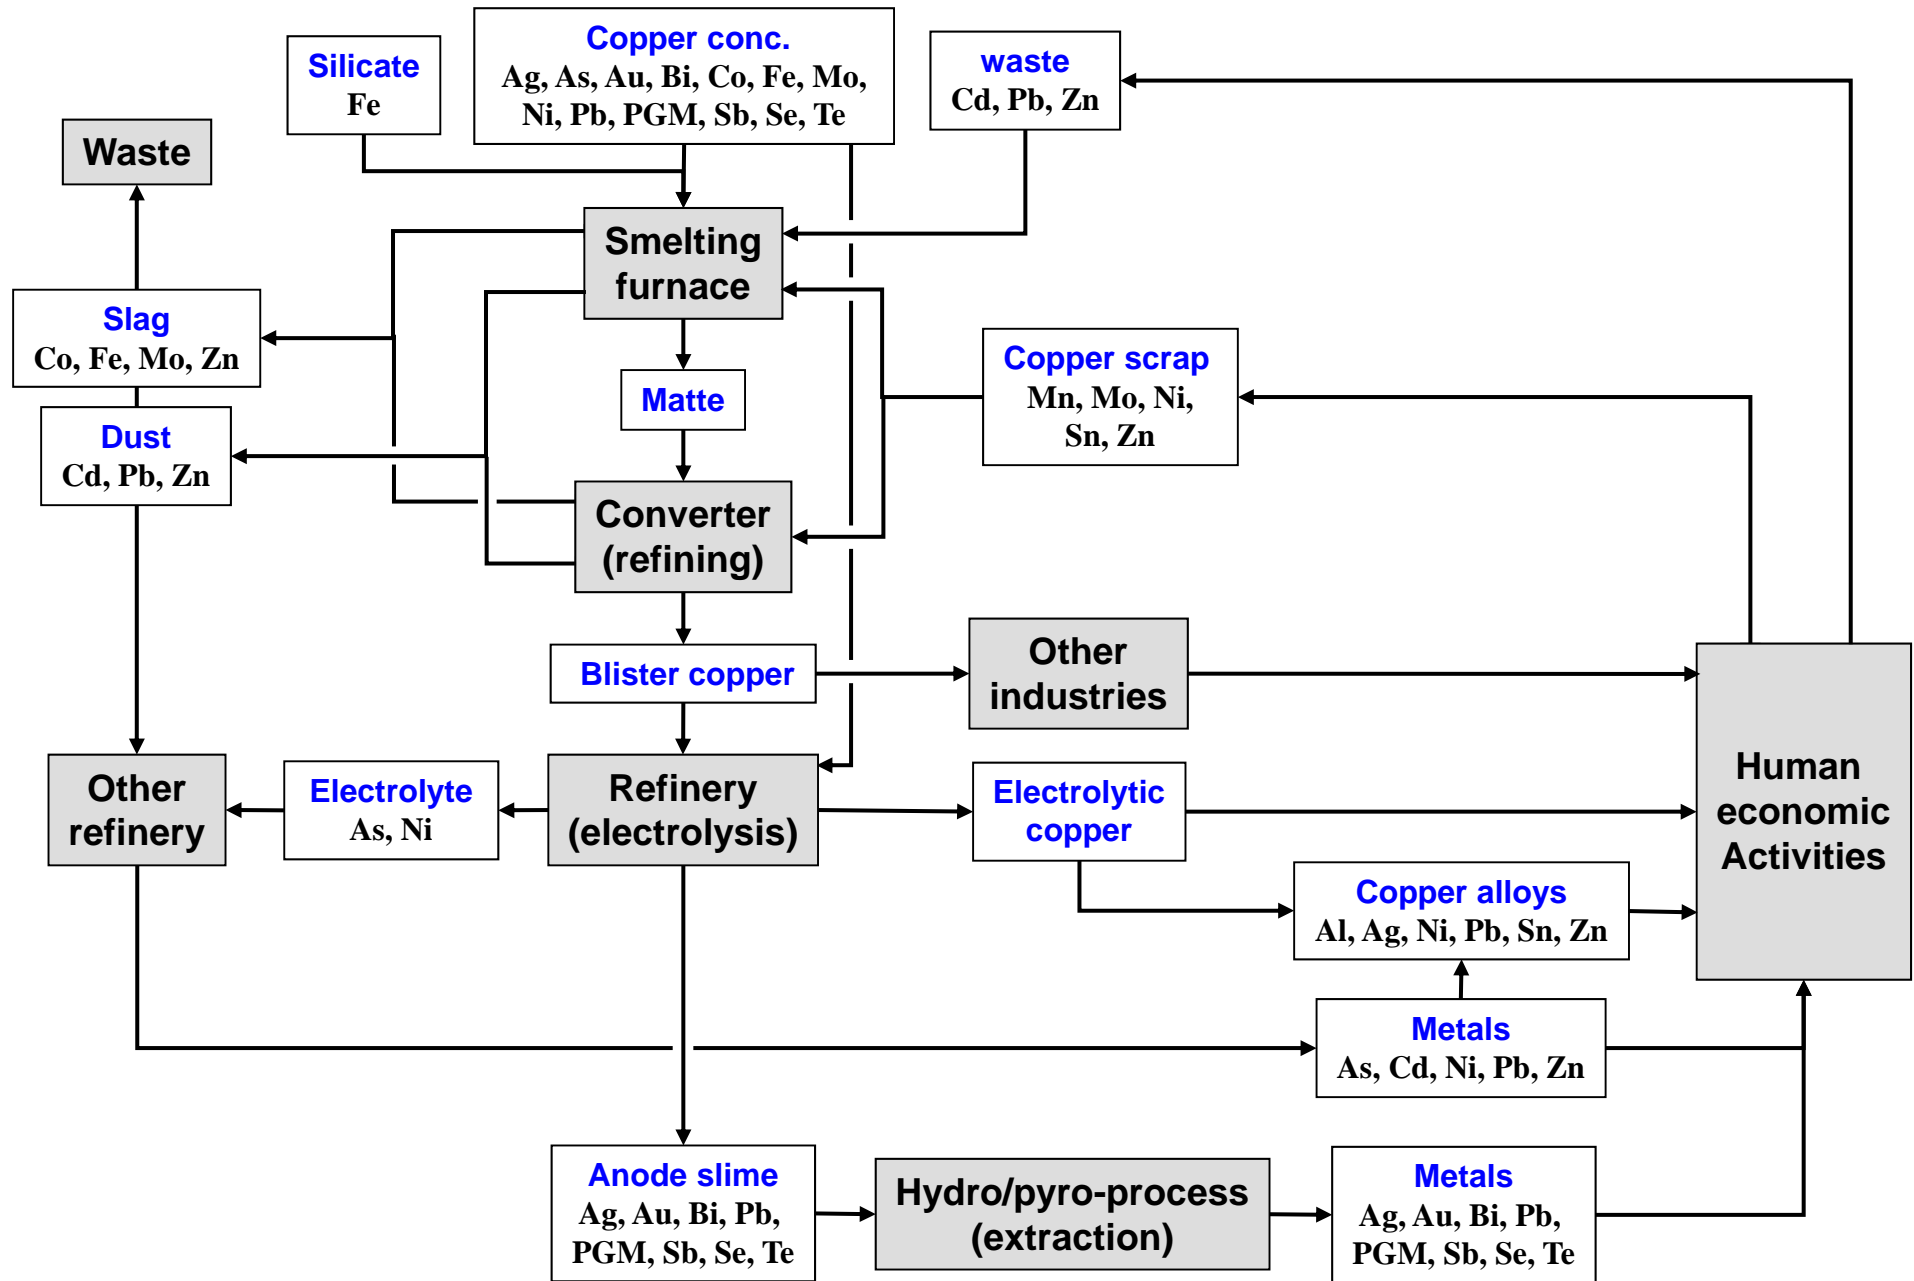 Silicate
Fe
Copper conc.
Ag, As, Au, Bi, Co, Fe, Mo,
Ni, Pb, PGM, Sb, Se, Te
waste
Cd, Pb, Zn
Waste
Smelting
furnace
Slag
Co, Fe, Mo, Zn
Dust
Cd, Pb, Zn
Matte
Copper scrap
Mn, Mo, Ni,
Sn, Zn
Converter
(refining)
Blister copper
Other
industries
Other
refinery
Electrolyte
As, Ni
Refinery
(electrolysis)
Electrolytic
copper
Human
economic
Activities
Copper alloys
Al, Ag, Ni, Pb, Sn, Zn
Metals
As, Cd, Ni, Pb, Zn
Anode slime
Ag, Au, Bi, Pb,
PGM, Sb, Se, Te
Hydro/pyro-process
(extraction)
Metals
Ag, Au, Bi, Pb,
PGM, Sb, Se, Te